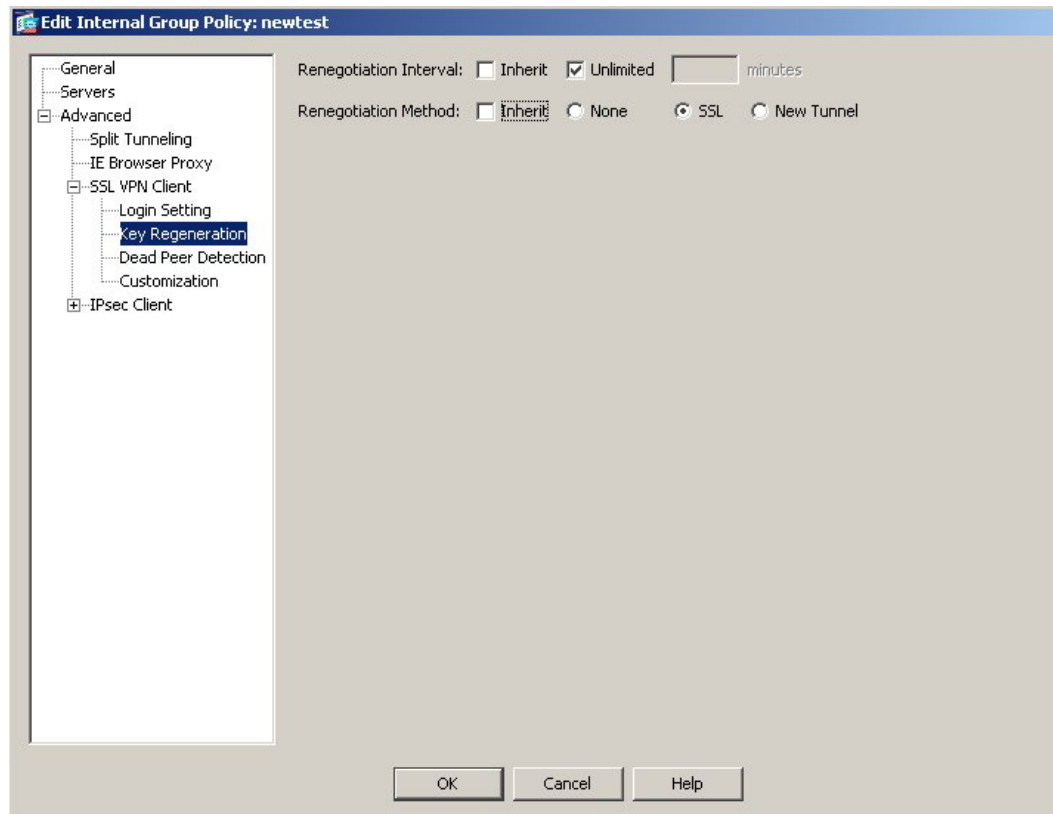 Edit Internal Group Policy: newtest
General
Servers
Advanced
Split Tunneling
IE Browser Proxy
SSL VPN Client
Login Setting
Key Regeneration
Dead Peer Detection
Customization
IPsec Client
Renegotiation Interval: Inherit Unlimited minutes
Renegotiation Method: Inherit None SSL New Tunnel
OK Cancel Help